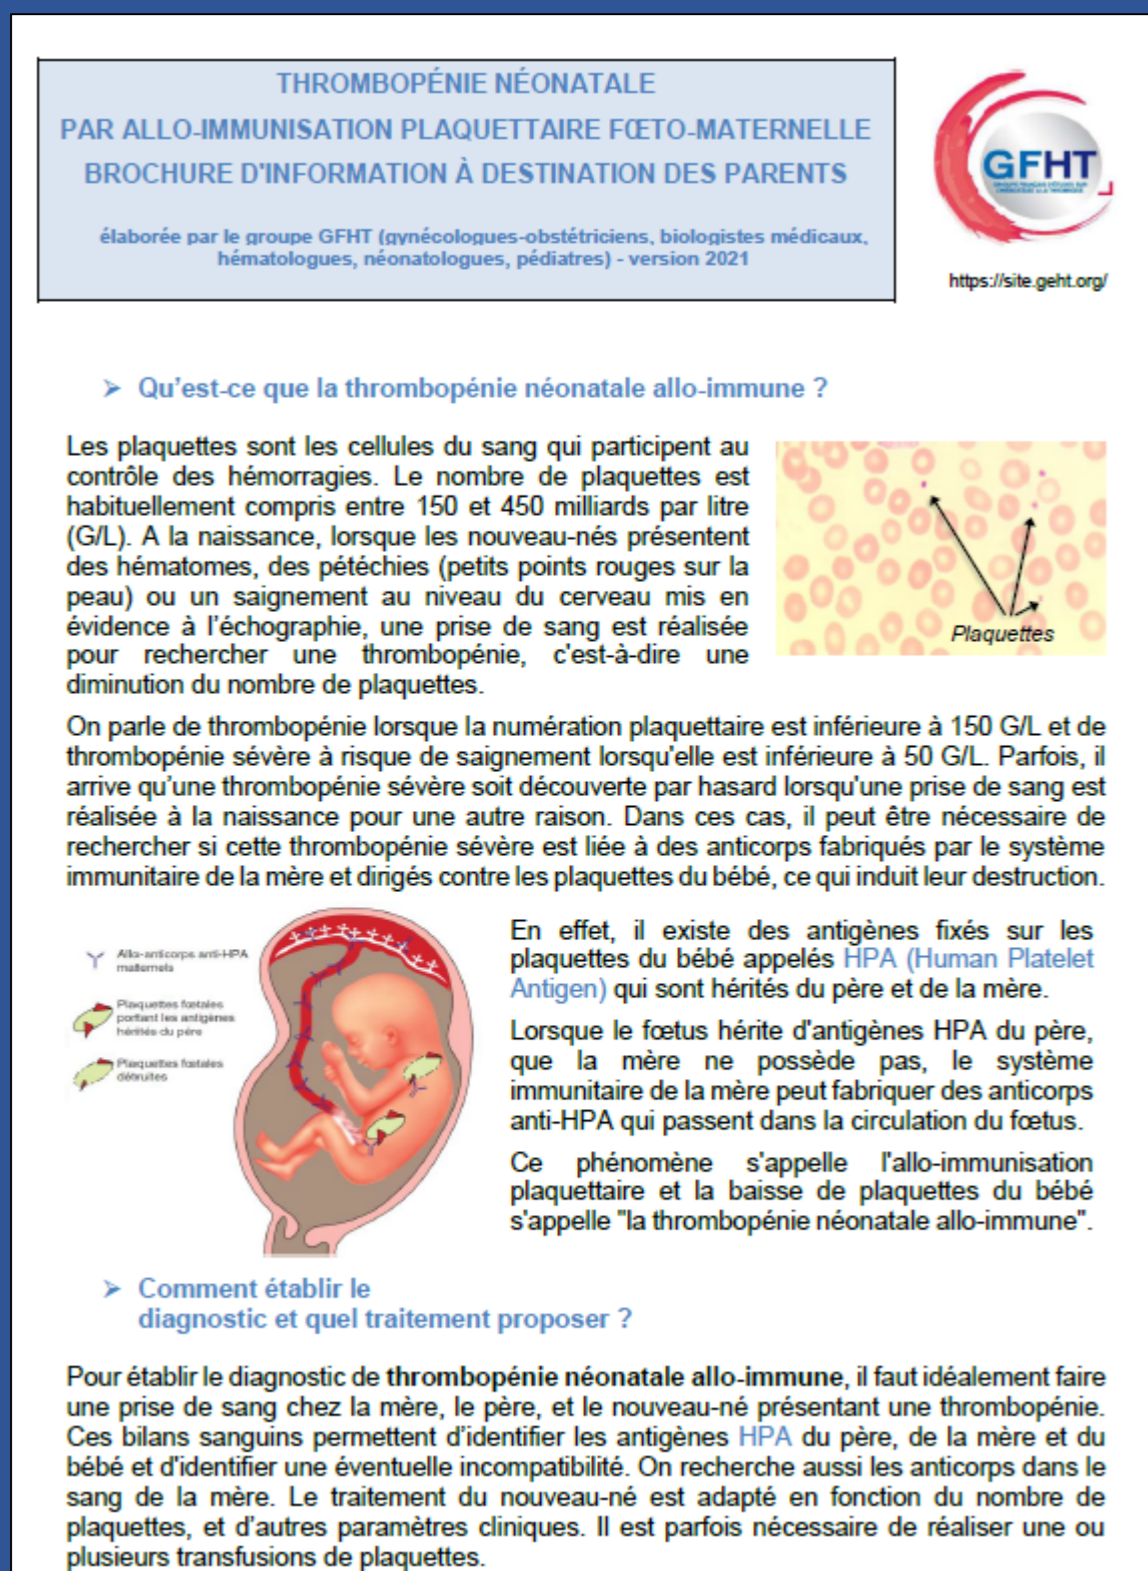 THROMBOPÉNIE NÉONATALE
PAR ALLO-IMMUNISATION PLAQUETTAIRE FŒTO-MATERNELLE
BROCHURE D'INFORMATION À DESTINATION DES PARENTS
élaborée par le groupe GFHT (gynécologues-obstétriciens, biologistes médicaux,
hématologues, néonatologues, pédiatres) - version 2021
GFHT
https://site.geht.org/
➢ Qu'est-ce que la thrombopénie néonatale allo-immune ?
Les plaquettes sont les cellules du sang qui participent au
contrôle des hémorragies. Le nombre de plaquettes est
habituellement compris entre 150 et 450 milliards par litre
(G/L). A la naissance, lorsque les nouveau-nés présentent
des hématomes, des pétéchies (petits points rouges sur la
peau) ou un saignement au niveau du cerveau mis en
évidence à l'échographie, une prise de sang est réalisée
pour rechercher une thrombopénie, c'est-à-dire une
diminution du nombre de plaquettes.
Plaquettes
On parle de thrombopénie lorsque la numération plaquettaire est inférieure à 150 G/L et de
thrombopénie sévère à risque de saignement lorsqu'elle est inférieure à 50 G/L. Parfois, il
arrive qu'une thrombopénie sévère soit découverte par hasard lorsqu'une prise de sang est
réalisée à la naissance pour une autre raison. Dans ces cas, il peut être nécessaire de
rechercher si cette thrombopénie sévère est liée à des anticorps fabriqués par le système
immunitaire de la mère et dirigés contre les plaquettes du bébé, ce qui induit leur destruction.
Allo-anticorps anti-HPA
maternels
Plaquettes fœtales
portant les antigènes
hérités du père
Plaquettes fœtales
détruites
En effet, il existe des antigènes fixés sur les
plaquettes du bébé appelés HPA (Human Platelet
Antigen) qui sont hérités du père et de la mère.
Lorsque le fœtus hérite d'antigènes HPA du père,
que la mère ne possède pas, le système
immunitaire de la mère peut fabriquer des anticorps
anti-HPA qui passent dans la circulation du fœtus.
Ce phénomène s'appelle l'allo-immunisation
plaquettaire et la baisse de plaquettes du bébé
s'appelle "la thrombopénie néonatale allo-immune".
➢ Comment établir le
diagnostic et quel traitement proposer ?
Pour établir le diagnostic de thrombopénie néonatale allo-immune, il faut idéalement faire
une prise de sang chez la mère, le père, et le nouveau-né présentant une thrombopénie.
Ces bilans sanguins permettent d'identifier les antigènes HPA du père, de la mère et du
bébé et d'identifier une éventuelle incompatibilité. On recherche aussi les anticorps dans le
sang de la mère. Le traitement du nouveau-né est adapté en fonction du nombre de
plaquettes, et d'autres paramètres cliniques. Il est parfois nécessaire de réaliser une ou
plusieurs transfusions de plaquettes.